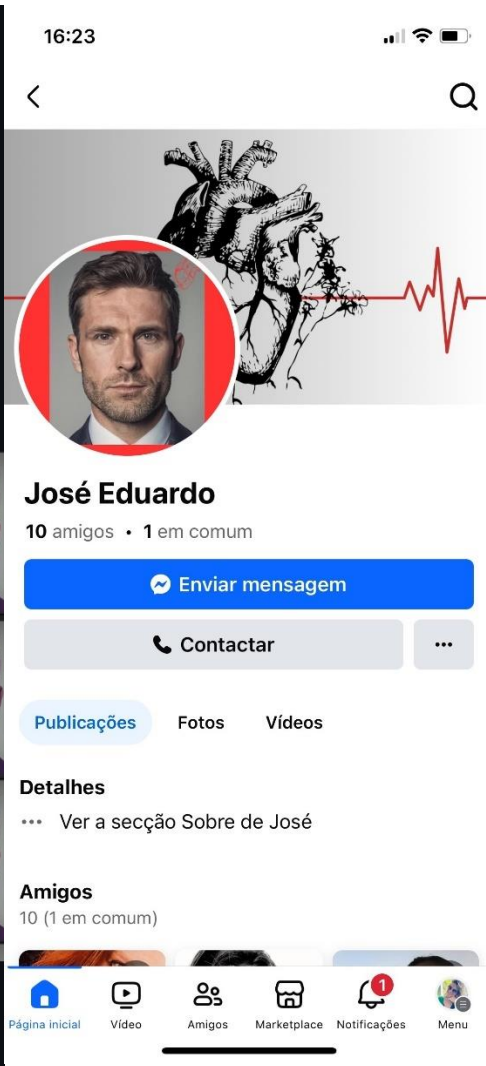 16:23
José Eduardo
10 amigos • 1 em comum
Enviar mensagem
Contactar
Publicações Fotos Vídeos
Detalhes
Ver a secção Sobre de José
Amigos
10 (1 em comum)
1
Página inicial Vídeo Amigos Marketplace Notificações Menu